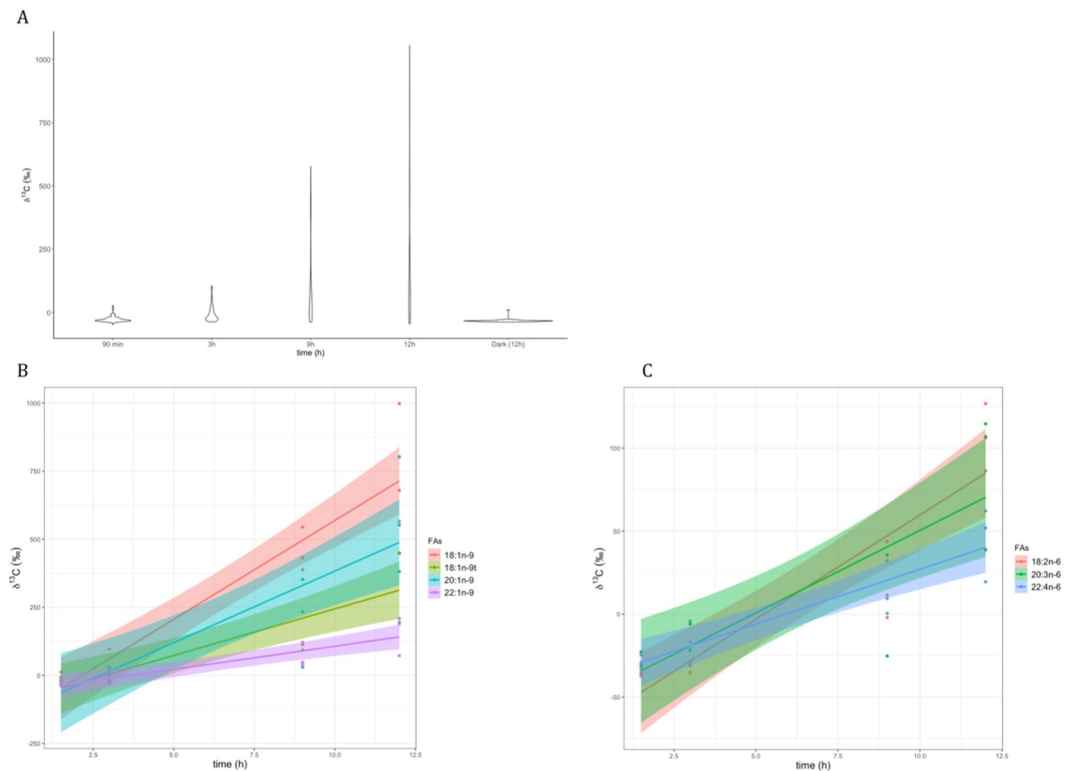 A
1000
750
500
250
0
δ¹³C (‰)
90 min 3h 9h 12h Dark (12h)
time (h)
B
1000
750
500
250
0
-250
δ¹³C (‰)
2.5 5.0 7.5 10.0 12.5
time (h)
FAs
18:1n-9
18:1n-9t
20:1n-9
22:1n-9
C
100
50
0
-50
δ¹³C (‰)
2.5 5.0 7.5 10.0 12.5
time (h)
FAs
18:2n-6
20:3n-6
22:4n-6